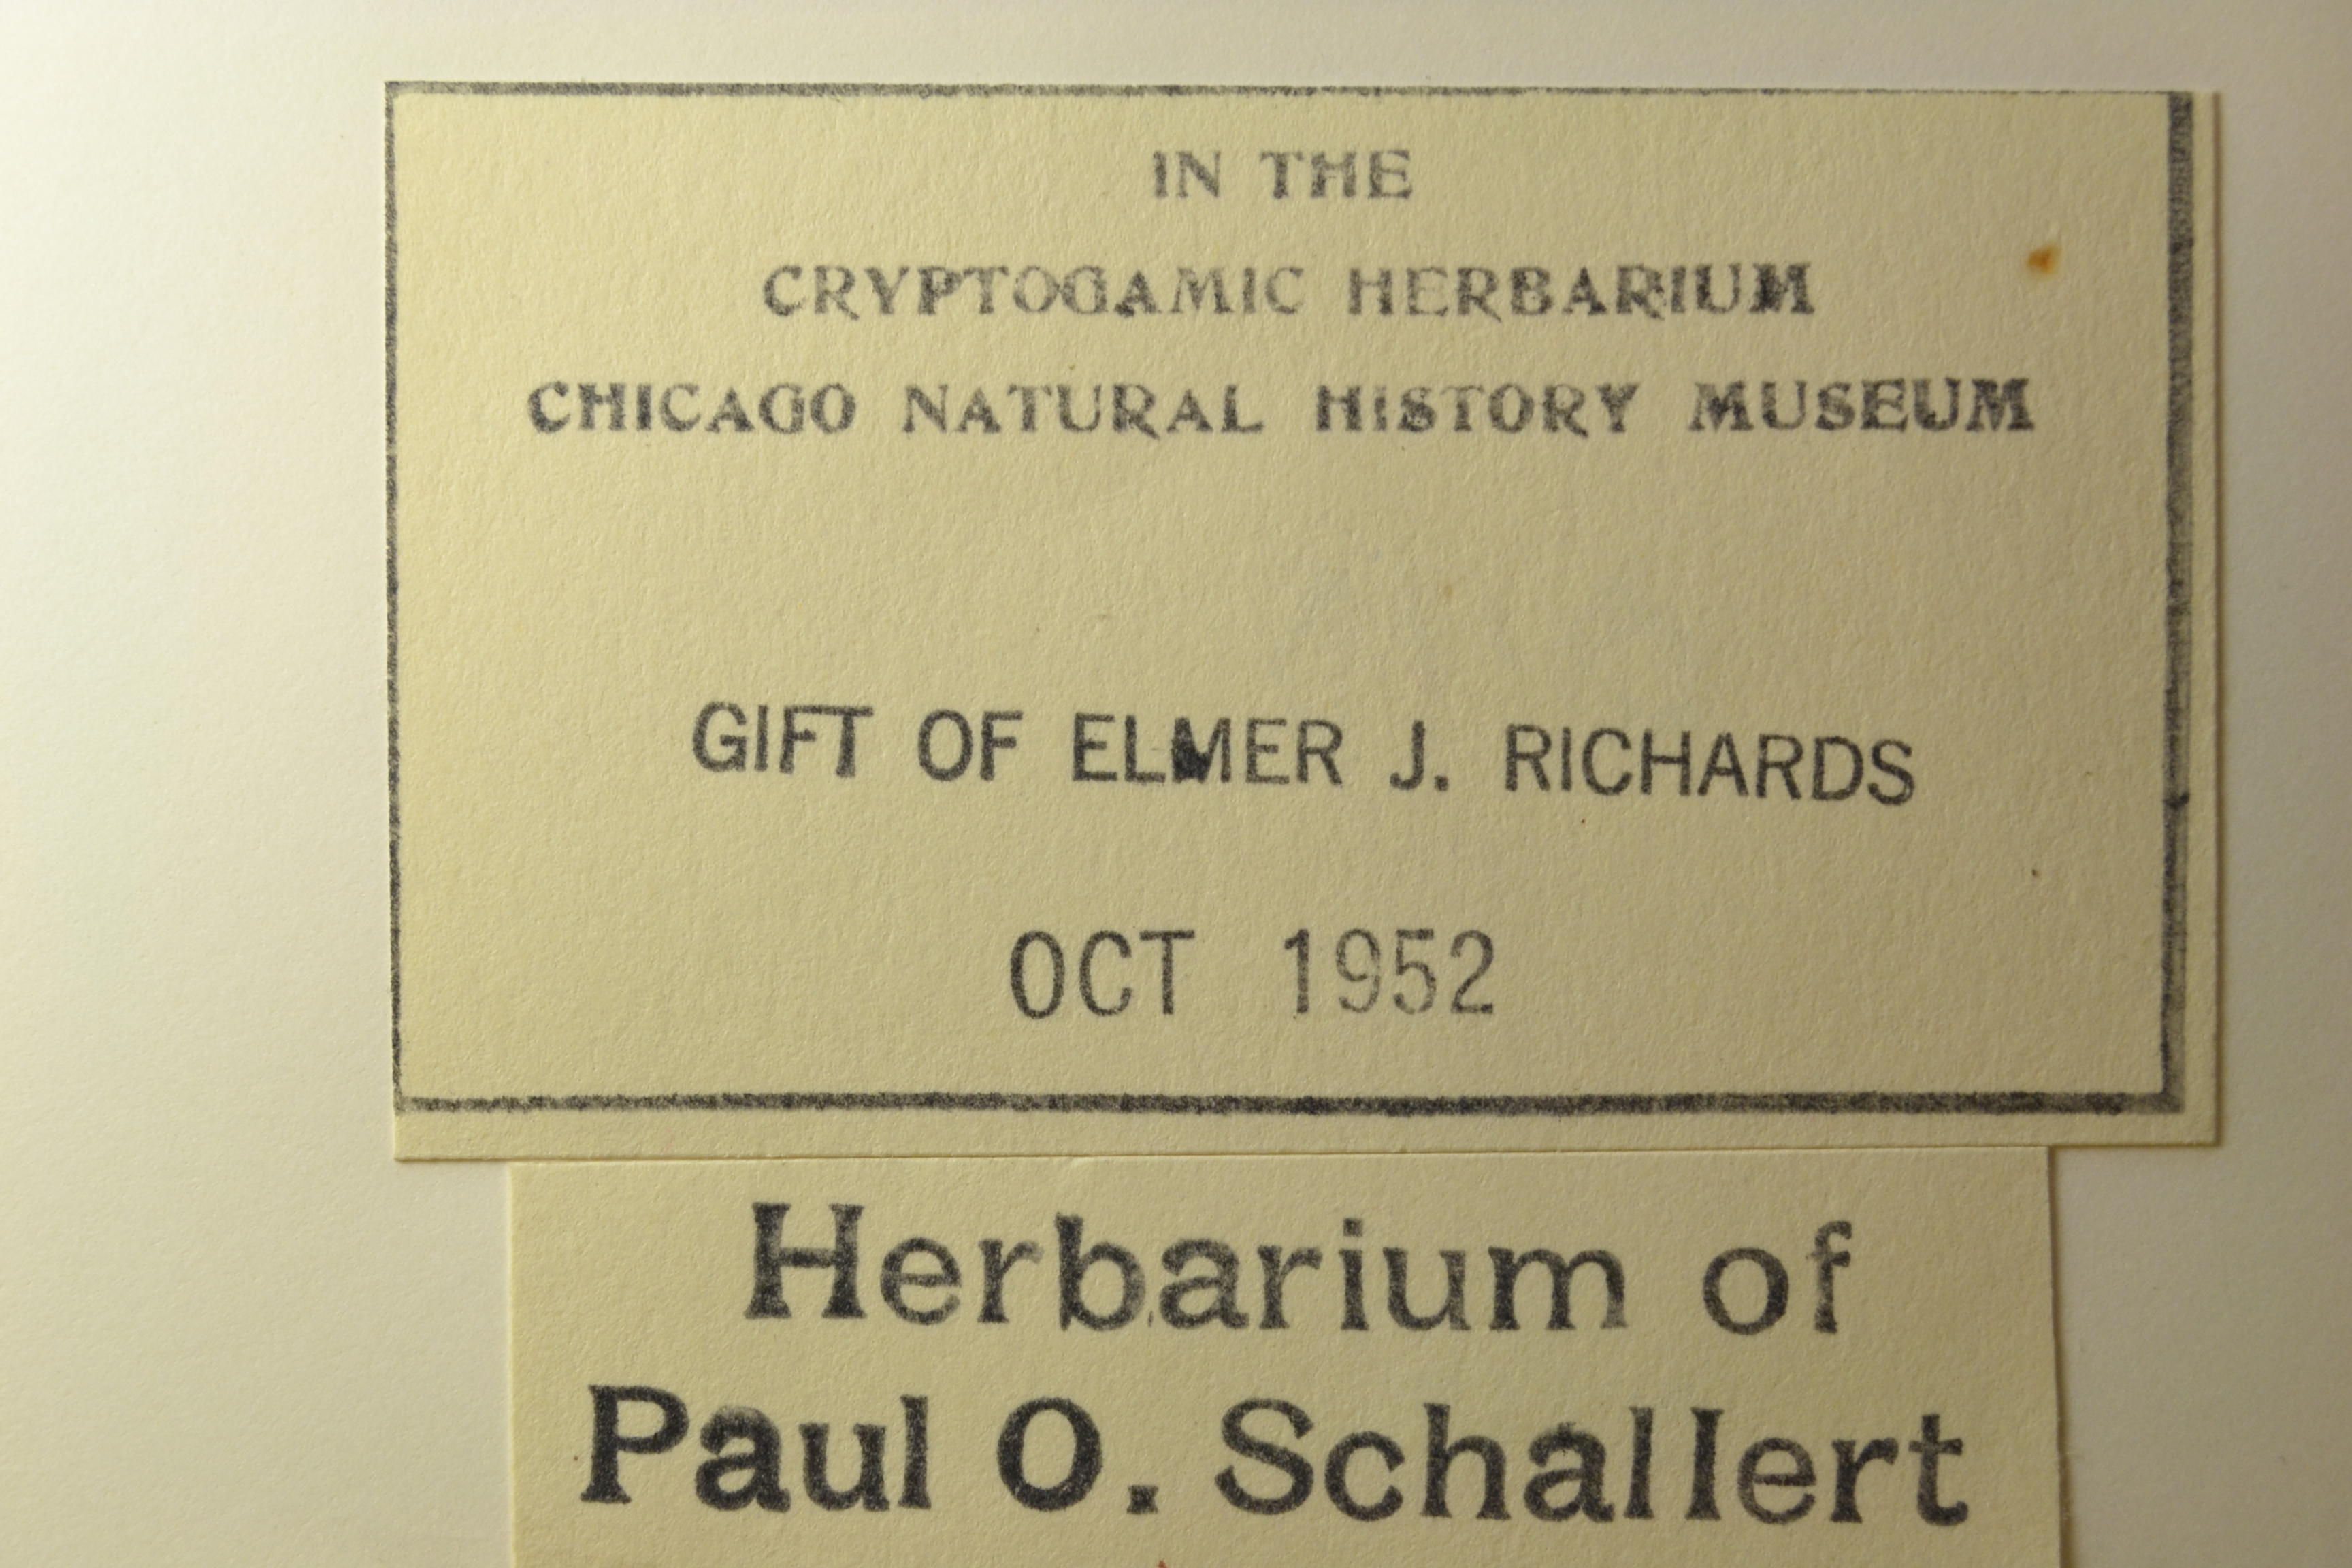 IN THE
CRYPTOGAMIC HERBARIUM
CHICAGO NATURAL HISTORY MUSEUM
GIFT OF ELMER J. RICHARDS
OCT 1952
Herbarium of
Paul O. Schallert